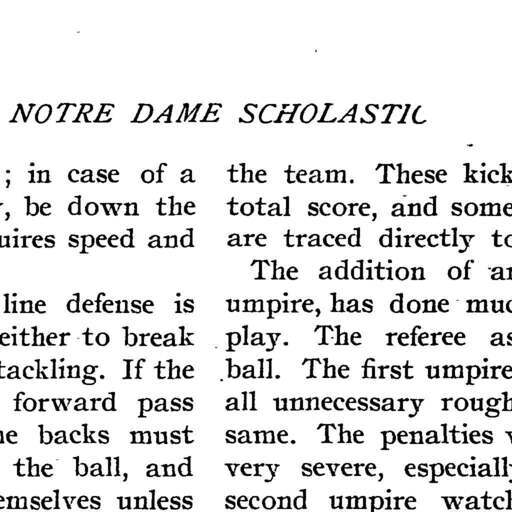 NOTRE DAME SCHOLASTIC
; in case of a
, be down the
uires speed and
line defense is
either to break
tackling. If the
forward pass
he backs must
the ball, and
emselves unless
the team. These kick
total score, and some
are traced directly to
The addition of an
umpire, has done muc
play. The referee as
ball. The first umpire
all unnecessary rough
same. The penalties
very severe, especially
second umpire watch